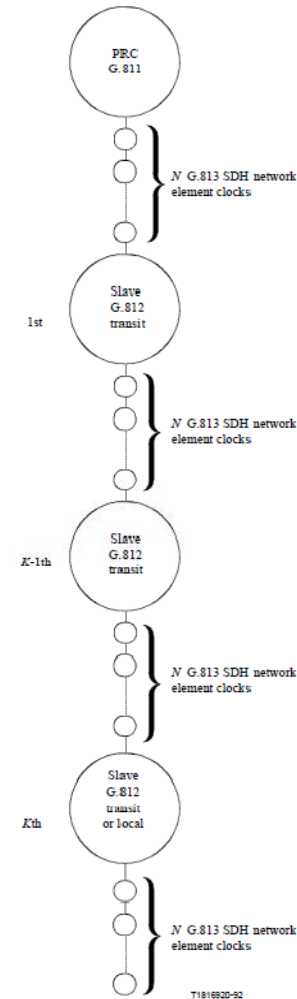 PRC
G.811
N G.813 SDH network
element clocks
Slave
G.812
transit
1st
N G.813 SDH network
element clocks
Slave
G.812
transit
K-1th
N G.813 SDH network
element clocks
Slave
G.812
transit
or local
Kth
N G.813 SDH network
element clocks
T1816920-92